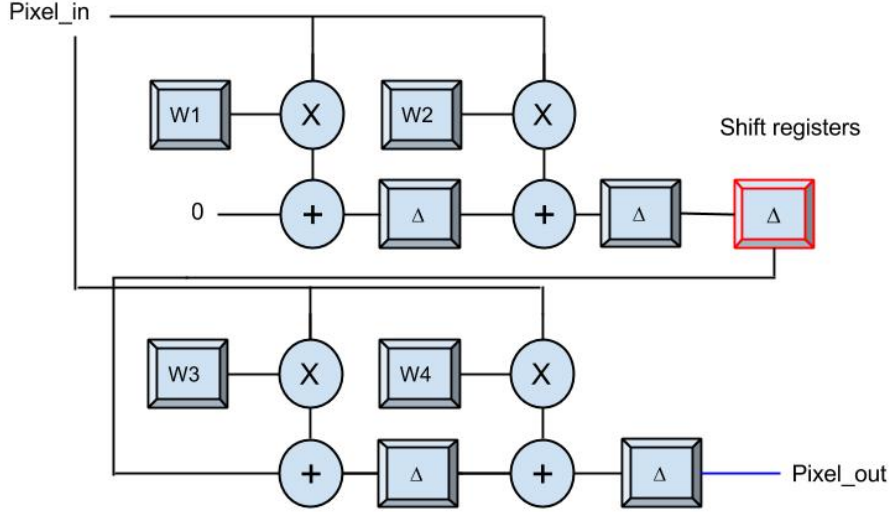 Pixel_in
W1
X
W2
X
Shift registers
0
+
Δ
+
Δ
Δ
W3
X
W4
X
+
Δ
+
Δ
Pixel_out